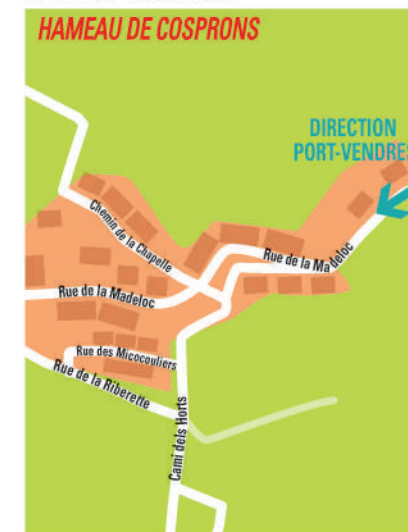 HAMEAU DE COSPRONS
DIRECTION
PORT-VENDRES
Chemin de la Chapelle
Rue de la Madeloc
Rue de la Madeloc
Rue des Micocouliers
Rue de la Riberette
Cami dels Horts